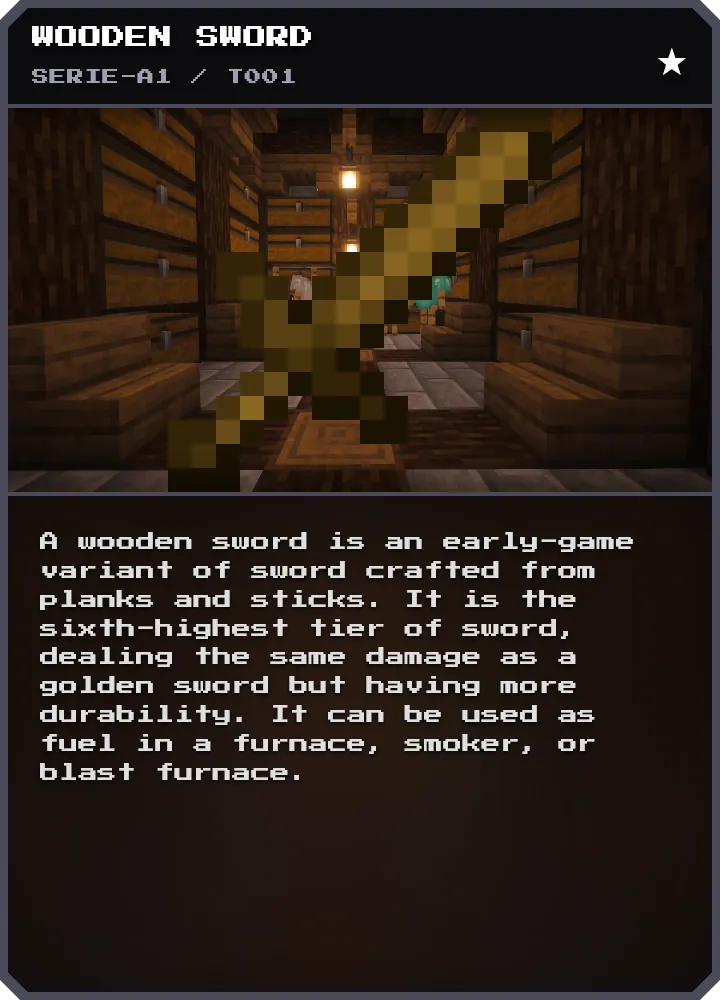 WOODEN SWORD
SERIE-A1 / T001
A wooden sword is an early-game
variant of sword crafted from
planks and sticks. It is the
sixth-highest tier of sword,
dealing the same damage as a
golden sword but having more
durability. It can be used as
fuel in a furnace, smoker, or
blast furnace.